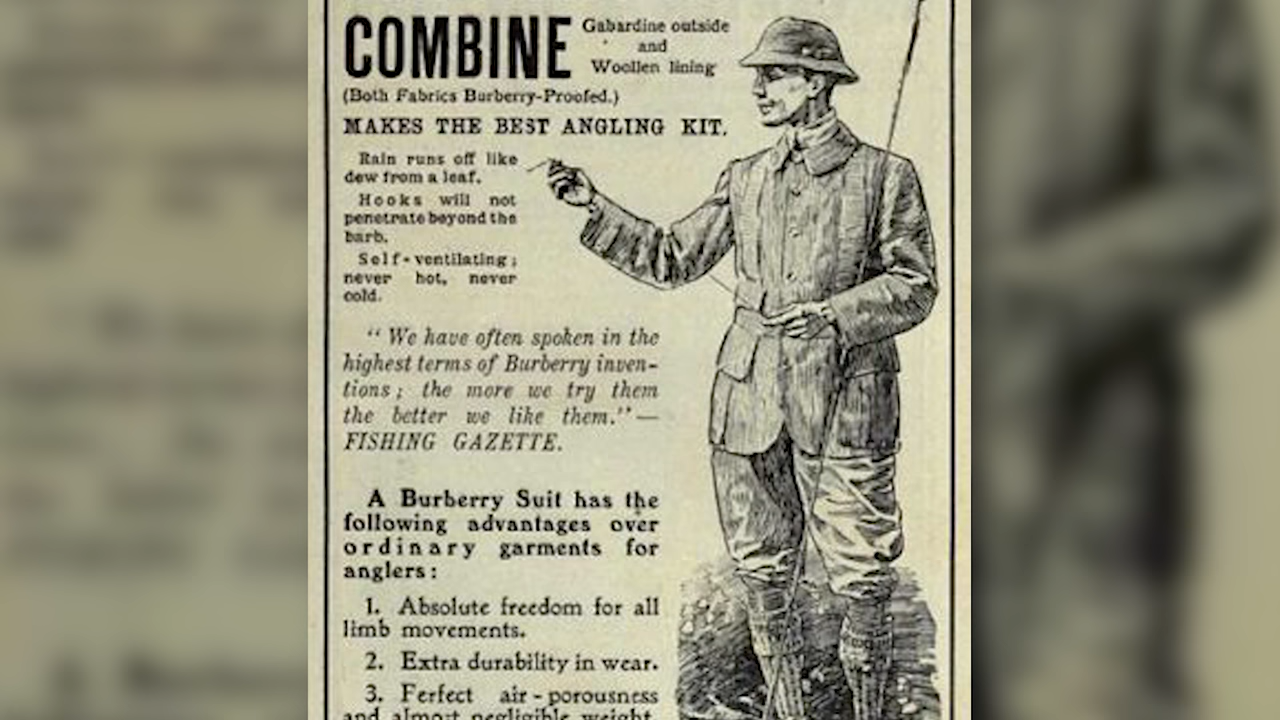 COMBINE
Gabardine outside
and
Woollen lining
(Both Fabrics Burberry-Proofed.)
MAKES THE BEST ANGLING KIT.
Rain runs off like
dew from a leaf.
Hooks will not
penetrate beyond the
barb.
Self-ventilating;
never hot, never
cold.
“ We have often spoken in the
highest terms of Burberry inven-
tions; the more we try them
the better we like them.”—
FISHING GAZETTE.
A Burberry Suit has the
following advantages over
ordinary garments for
anglers:
1. Absolute freedom for all
limb movements.
2. Extra durability in wear.
3. Perfect air-porousness
and almost negligible weight.